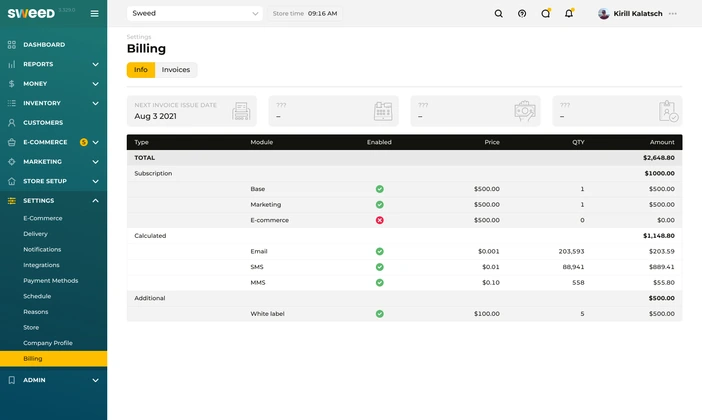 SWEED
Sweed
Store time 09:16 AM
Kirill Kalatsch
DASHBOARD
REPORTS
MONEY
INVENTORY
CUSTOMERS
E-COMMERCE 5
MARKETING
STORE SETUP
SETTINGS
E-Commerce
Delivery
Notifications
Integrations
Payment Methods
Schedule
Reasons
Store
Company Profile
Billing
ADMIN
Settings
Billing
Info Invoices
NEXT INVOICE ISSUE DATE
Aug 3 2021
???
–
???
–
???
–
Type Module Enabled Price QTY Amount
TOTAL $2,648.80
Subscription $1000.00
Base $500.00 1 $500.00
Marketing $500.00 1 $500.00
E-commerce $500.00 0 $0.00
Calculated $1,148.80
Email $0.001 203,593 $203.59
SMS $0.01 88,941 $889.41
MMS $0.10 558 $55.80
Additional $500.00
White label $100.00 5 $500.00